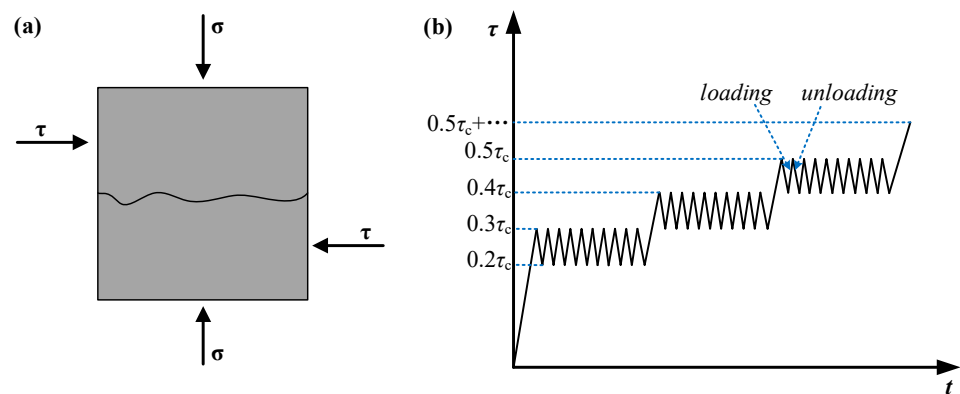 (a)
σ
τ
τ
σ
(b)
τ
loading unloading
0.5τc+···
0.5τc
0.4τc
0.3τc
0.2τc
t